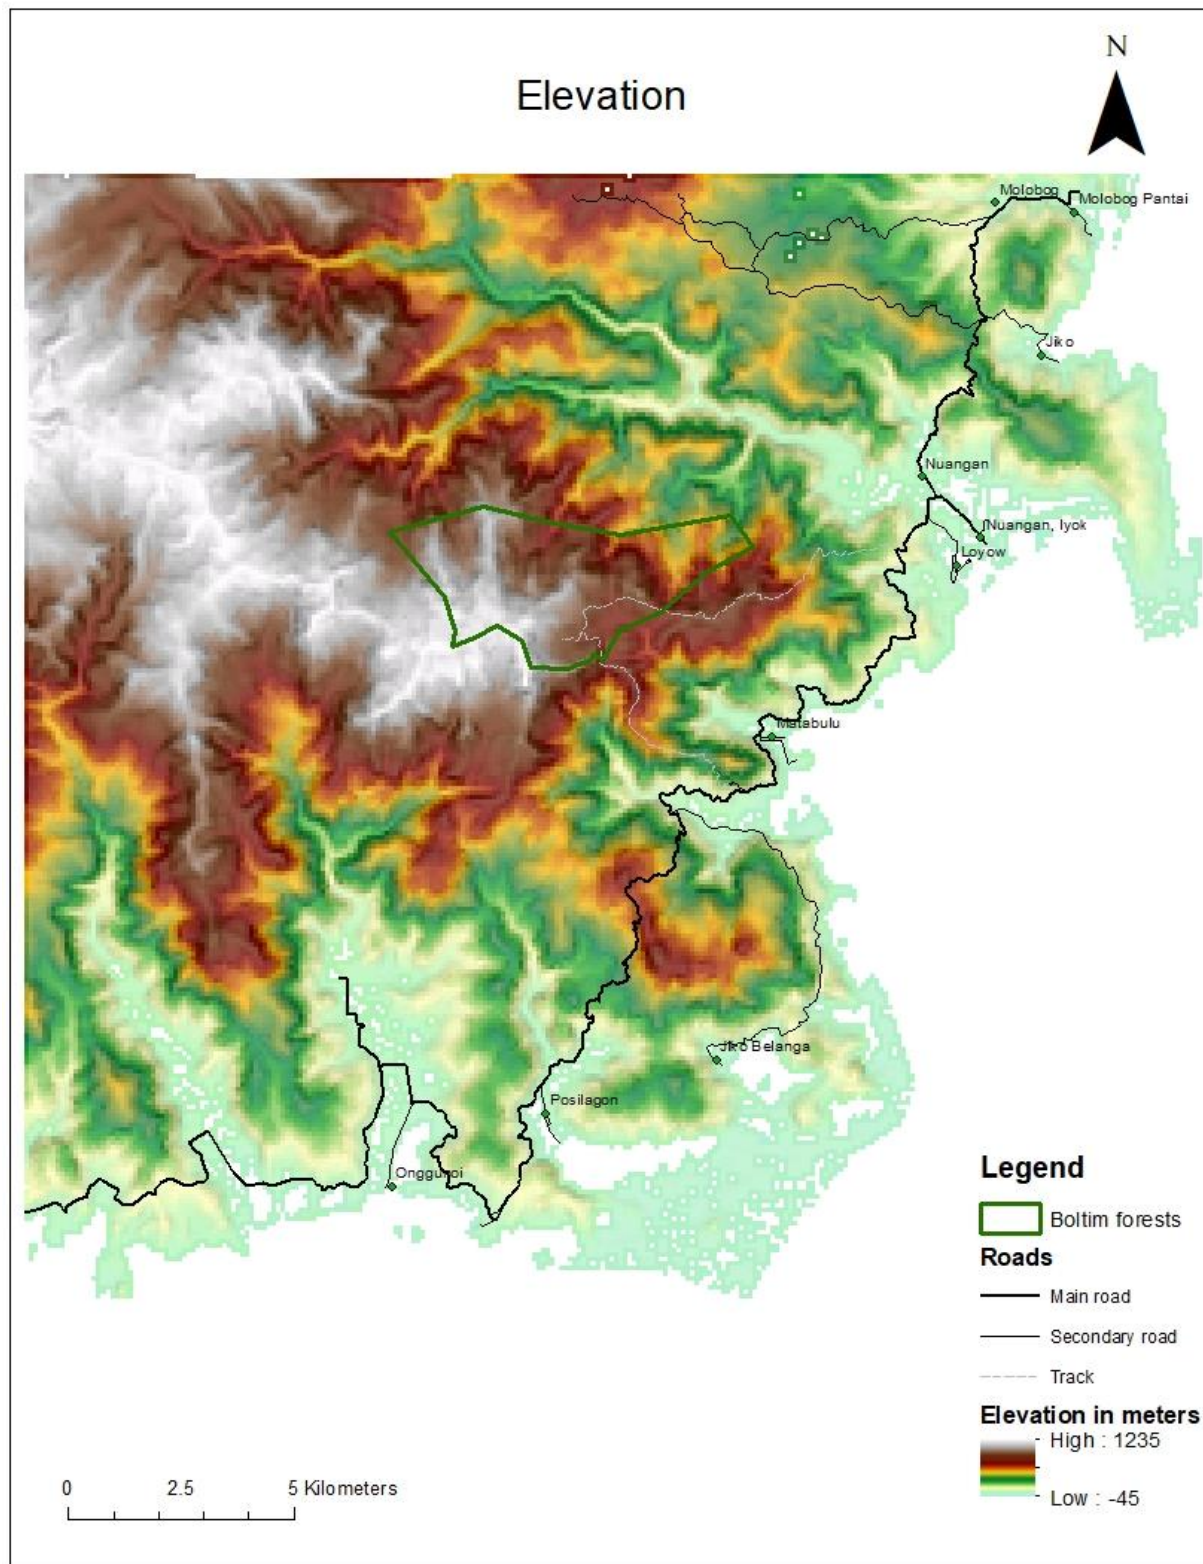 N
Elevation
Molobog
Molobog Pantai
Jiko
Nuangan
Nuangan, Iyok
Loyow
Matabulu
Jiko Belanga
Posilagon
Onggunoi
Legend
Boltim forests
Roads
Main road
Secondary road
Track
Elevation in meters
High : 1235
Low : -45
0 2.5 5 Kilometers